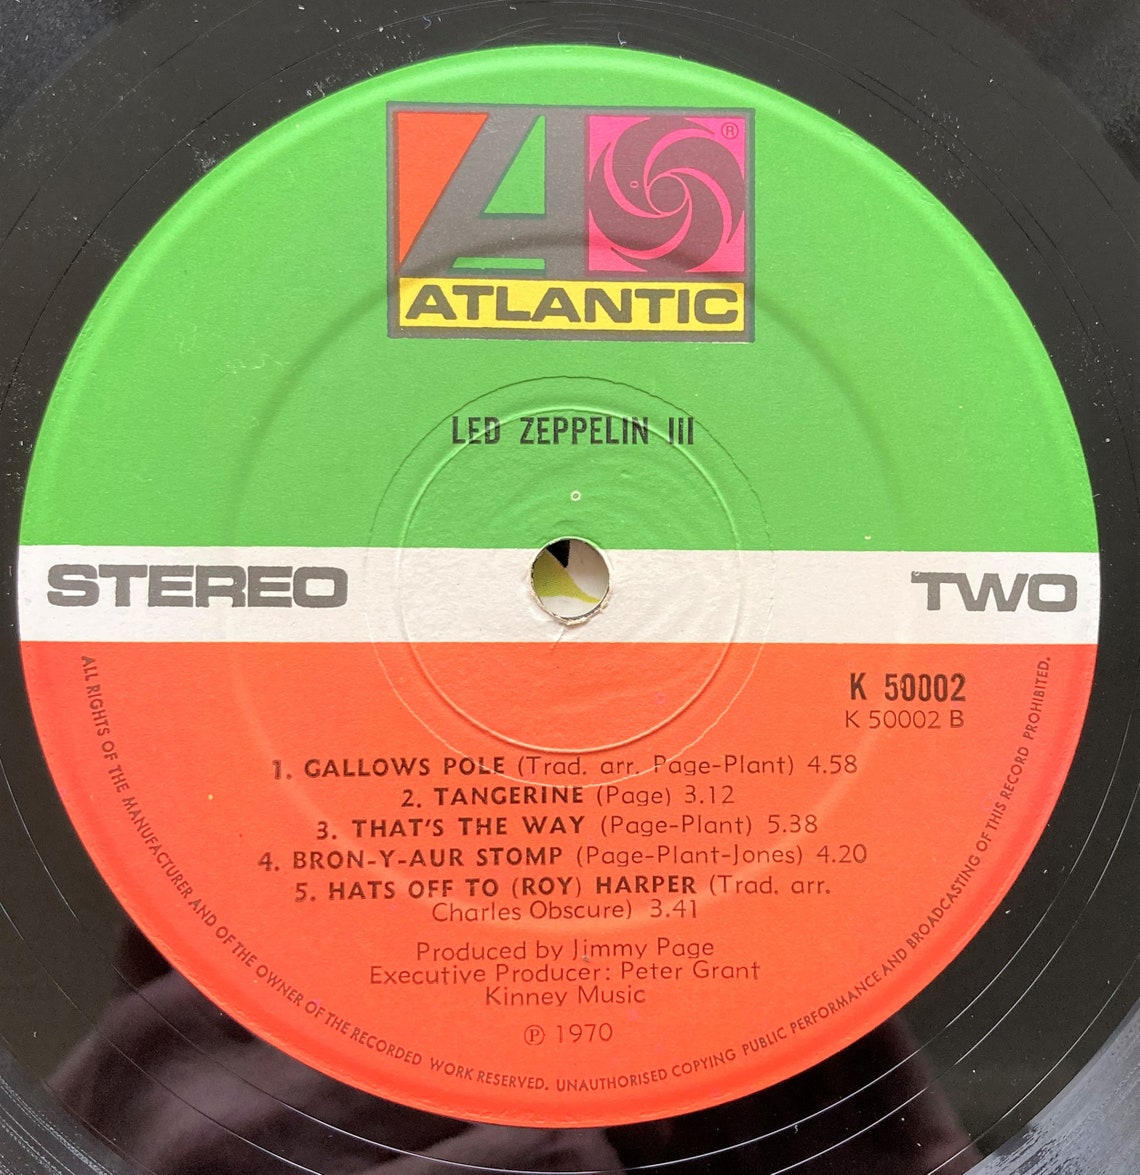 ®
ATLANTIC
LED ZEPPELIN III
STEREO
TWO
K 50002
K 50002 B
1. GALLOWS POLE (Trad. arr. Page-Plant) 4.58
2. TANGERINE (Page) 3.12
3. THAT'S THE WAY (Page-Plant) 5.38
4. BRON-Y-AUR STOMP (Page-Plant-Jones) 4.20
5. HATS OFF TO (ROY) HARPER (Trad. arr.
Charles Obscure) 3.41
Produced by Jimmy Page
Executive Producer: Peter Grant
Kinney Music
℗ 1970
ALL RIGHTS OF THE MANUFACTURER AND OF THE OWNER OF THE RECORDED WORK RESERVED. UNAUTHORISED COPYING PUBLIC PERFORMANCE AND BROADCASTING OF THIS RECORD PROHIBITED.